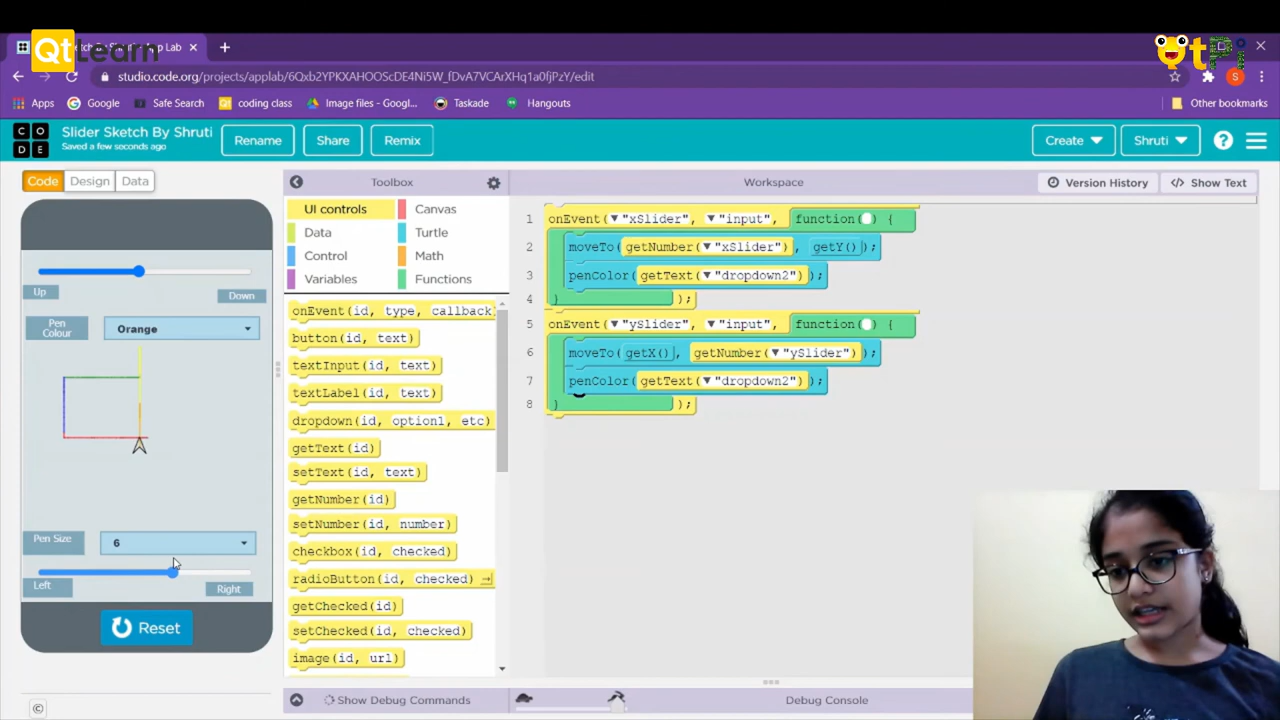 Qt Learn
App Lab
QtPi
studio.code.org/projects/applab/6Qxb2YPKXAHOOScDE4Ni5W_fDvA7VCArXHq1a0fjPzY/edit
S
Apps
Google
Safe Search
coding class
Image files - Googl...
Taskade
Hangouts
Other bookmarks
CODE
Slider Sketch By Shruti
Saved a few seconds ago
Rename
Share
Remix
Create
Shruti
?
Code
Design
Data
Toolbox
Workspace
Version History
</> Show Text
Up
Down
Pen Colour
Orange
Pen Size
6
Left
Right
Reset
UI controls
Canvas
Data
Turtle
Control
Math
Variables
Functions
onEvent(id, type, callback)
button(id, text)
textInput(id, text)
textLabel(id, text)
dropdown(id, option1, etc)
getText(id)
setText(id, text)
getNumber(id)
setNumber(id, number)
checkbox(id, checked)
radioButton(id, checked)
getChecked(id)
setChecked(id, checked)
image(id, url)
1 onEvent(▼"xSlider", ▼"input", function( ) {
2 moveTo(getNumber(▼"xSlider"), getY());
3 penColor(getText(▼"dropdown2"));
4 } );
5 onEvent(▼"ySlider", ▼"input", function( ) {
6 moveTo(getX(), getNumber(▼"ySlider"));
7 penColor(getText(▼"dropdown2"));
8 } );
Show Debug Commands
Debug Console
©